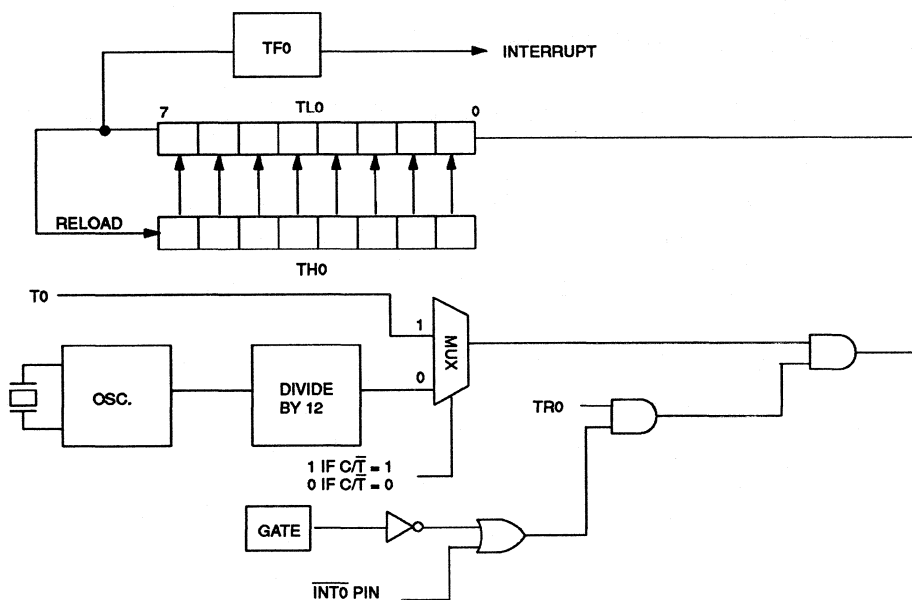 TF0
INTERRUPT
7
TL0
0
RELOAD
TH0
T0
1
MUX
0
OSC.
DIVIDE
BY 12
TR0
1 IF C/T̅ = 1
0 IF C/T̅ = 0
GATE
I̅N̅T̅0̅ PIN